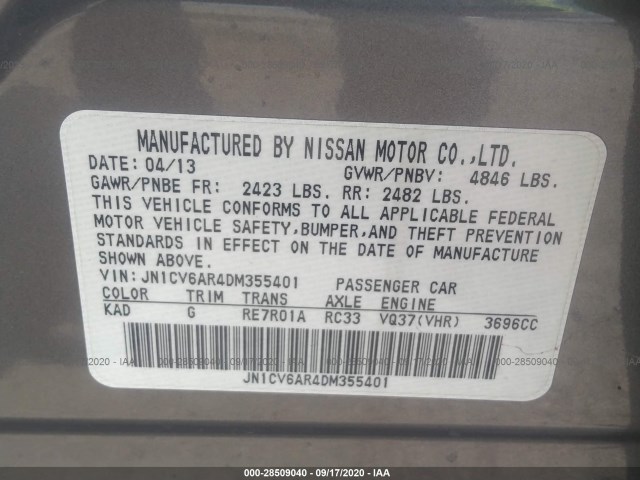 MANUFACTURED BY NISSAN MOTOR CO.,LTD.
DATE: 04/13 GVWR/PNBV: 4846 LBS.
GAWR/PNBE FR: 2423 LBS. RR: 2482 LBS.
THIS VEHICLE CONFORMS TO ALL APPLICABLE FEDERAL
MOTOR VEHICLE SAFETY,BUMPER,AND THEFT PREVENTION
STANDARDS IN EFFECT ON THE DATE OF MANUFACTURE
SHOWN ABOVE.
VIN: JN1CV6AR4DM355401 PASSENGER CAR
COLOR TRIM TRANS AXLE ENGINE
KAD G RE7R01A RC33 VQ37(VHR) 3696CC
JN1CV6AR4DM355401
000-28509040 - 09/17/2020 - IAA